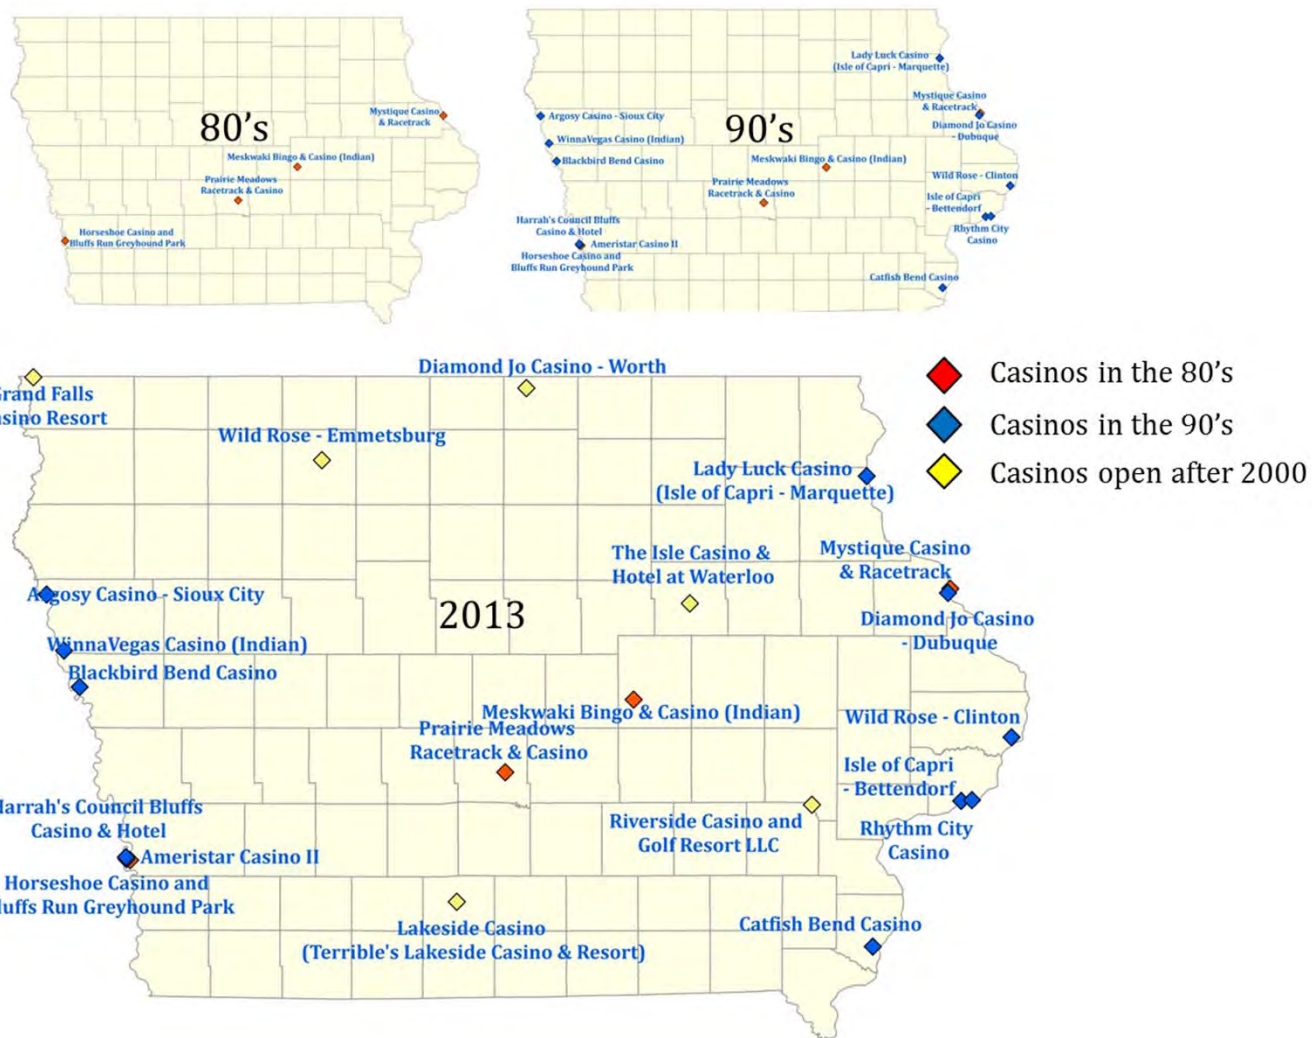 80's
Mystique Casino
& Racetrack
Meskwaki Bingo & Casino (Indian)
Prairie Meadows
Racetrack & Casino
Horseshoe Casino and
Bluffs Run Greyhound Park
90's
Lady Luck Casino
(Isle of Capri - Marquette)
Mystique Casino
& Racetrack
Diamond Jo Casino
- Dubuque
Argosy Casino - Sioux City
WinnaVegas Casino (Indian)
Blackbird Bend Casino
Meskwaki Bingo & Casino (Indian)
Prairie Meadows
Racetrack & Casino
Wild Rose - Clinton
Isle of Capri
- Bettendorf
Rhythm City
Casino
Harrah's Council Bluffs
Casino & Hotel
Ameristar Casino II
Horseshoe Casino and
Bluffs Run Greyhound Park
Catfish Bend Casino
Casinos in the 80's
Casinos in the 90's
Casinos open after 2000
2013
Diamond Jo Casino - Worth
Grand Falls
asino Resort
Wild Rose - Emmetsburg
Lady Luck Casino
(Isle of Capri - Marquette)
The Isle Casino &
Hotel at Waterloo
Mystique Casino
& Racetrack
Diamond Jo Casino
- Dubuque
Argosy Casino - Sioux City
WinnaVegas Casino (Indian)
Blackbird Bend Casino
Meskwaki Bingo & Casino (Indian)
Prairie Meadows
Racetrack & Casino
Wild Rose - Clinton
Isle of Capri
- Bettendorf
Rhythm City
Casino
Harrah's Council Bluffs
Casino & Hotel
Ameristar Casino II
Horseshoe Casino and
luffs Run Greyhound Park
Riverside Casino and
Golf Resort LLC
Lakeside Casino
(Terrible's Lakeside Casino & Resort)
Catfish Bend Casino